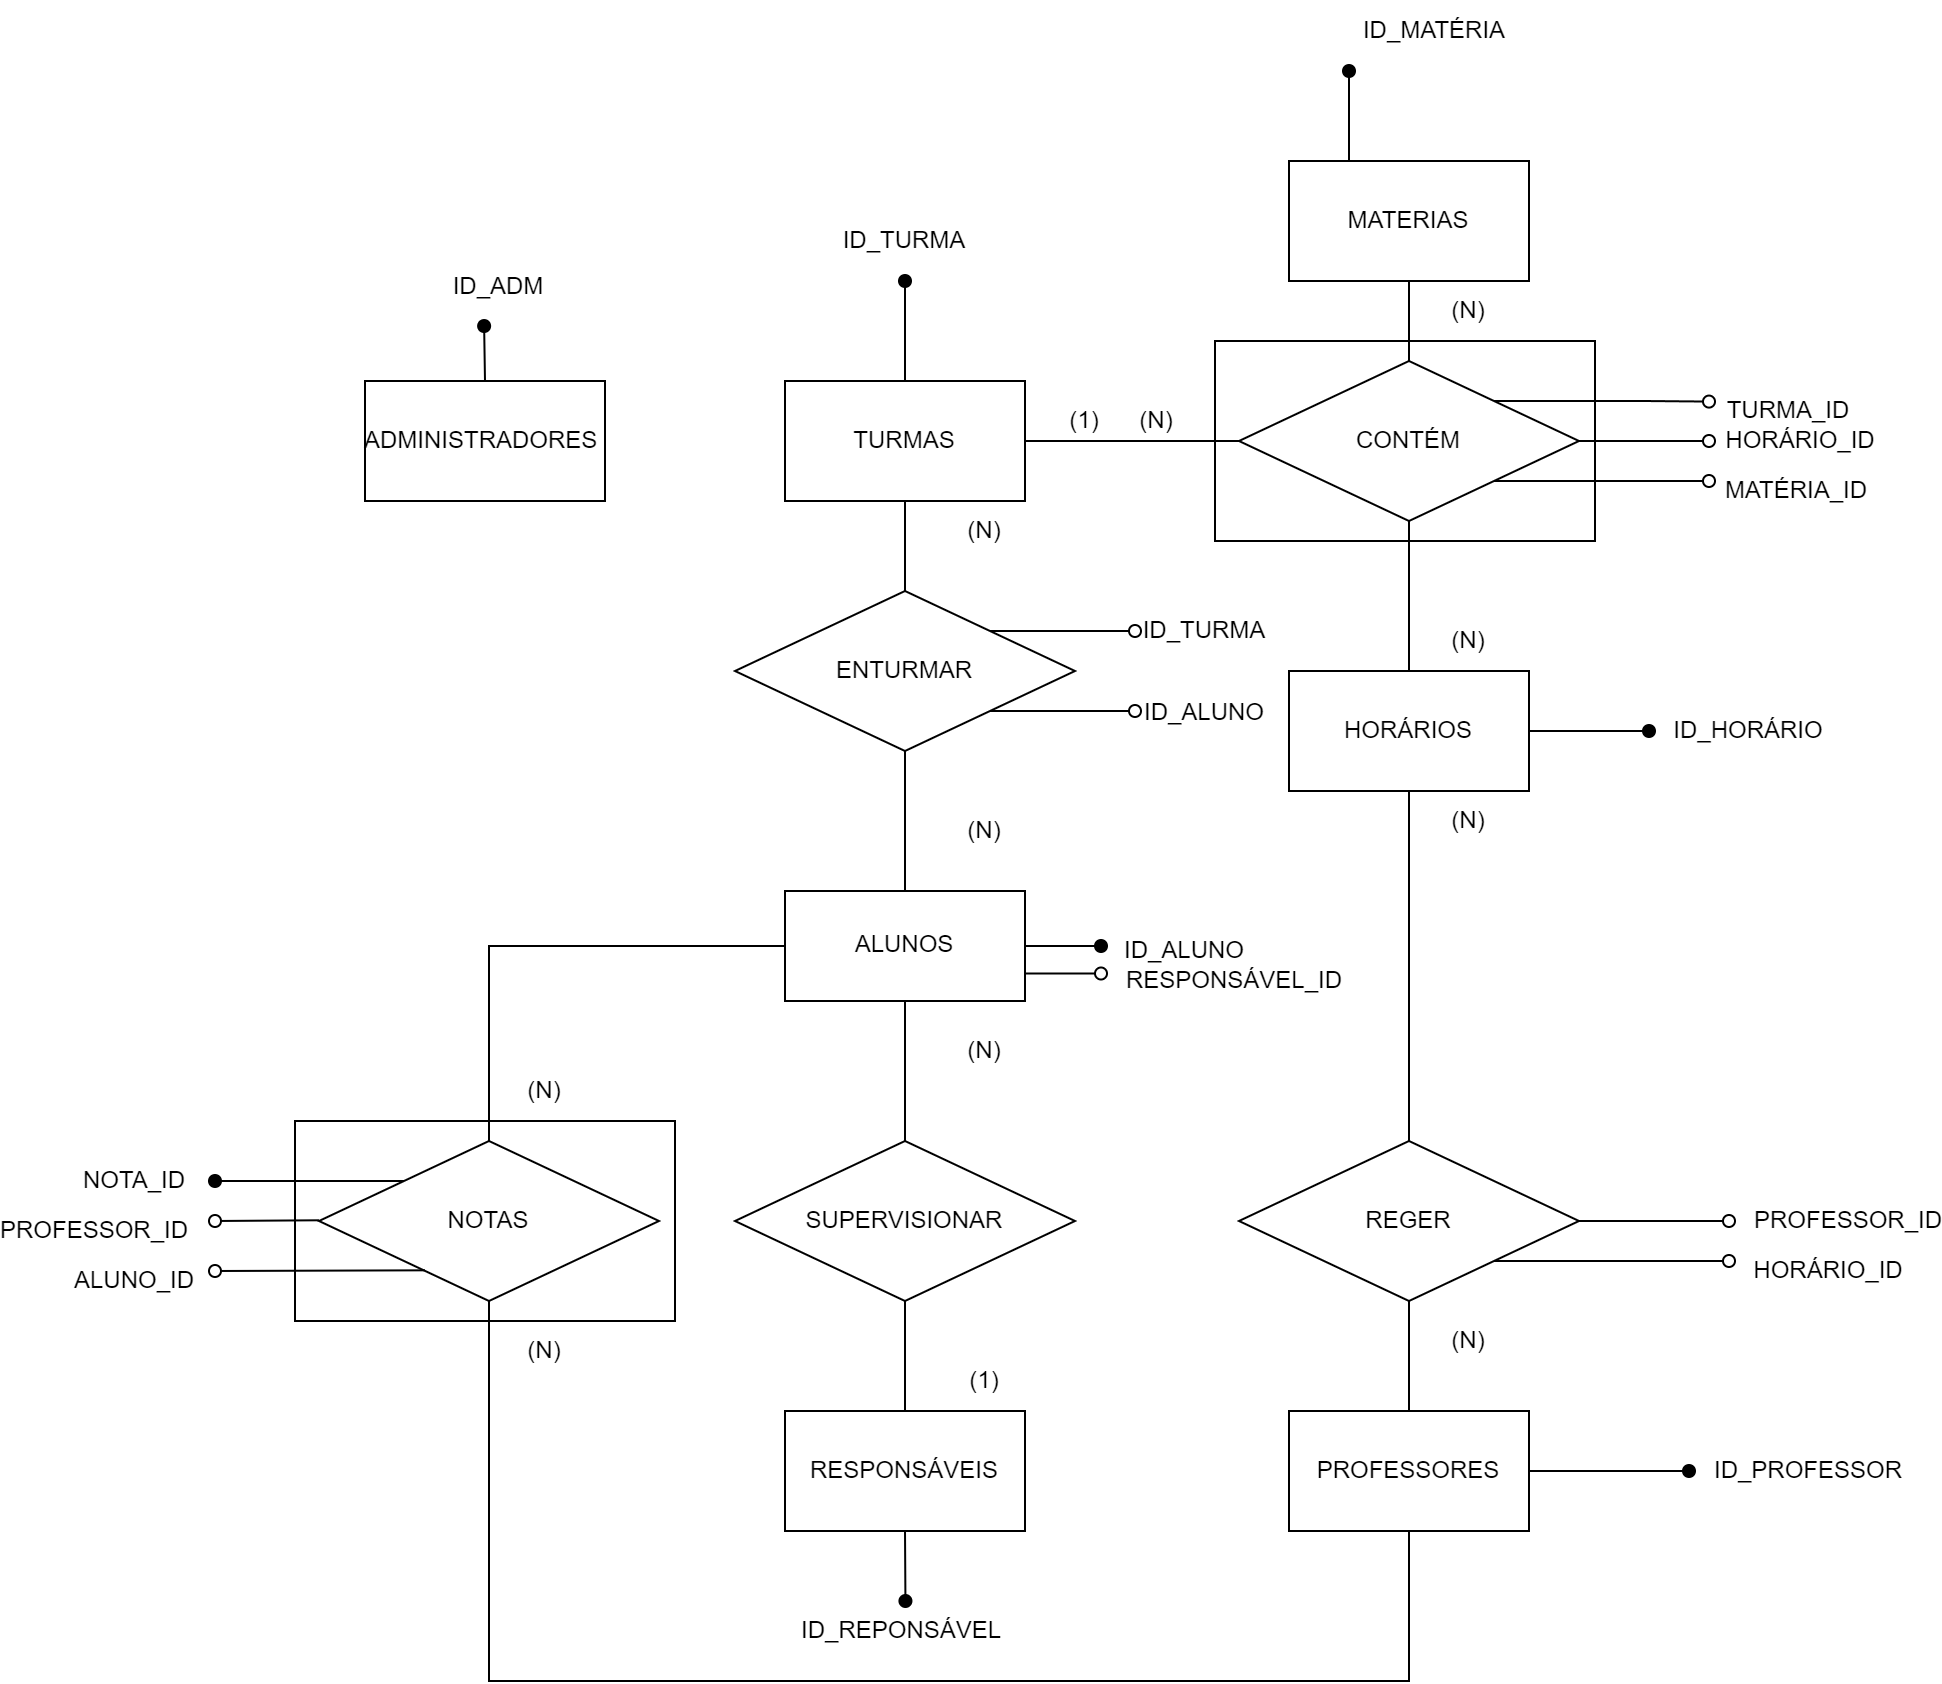 ID_MATÉRIA
MATERIAS
ID_TURMA
ID_ADM
(N)
ADMINISTRADORES
TURMAS
(1)
(N)
CONTÉM
TURMA_ID
HORÁRIO_ID
MATÉRIA_ID
(N)
ENTURMAR
ID_TURMA
ID_ALUNO
(N)
HORÁRIOS
ID_HORÁRIO
(N)
(N)
ALUNOS
ID_ALUNO
RESPONSÁVEL_ID
(N)
(N)
NOTA_ID
PROFESSOR_ID
ALUNO_ID
NOTAS
SUPERVISIONAR
REGER
PROFESSOR_ID
HORÁRIO_ID
(N)
(1)
(N)
RESPONSÁVEIS
PROFESSORES
ID_PROFESSOR
ID_REPONSÁVEL